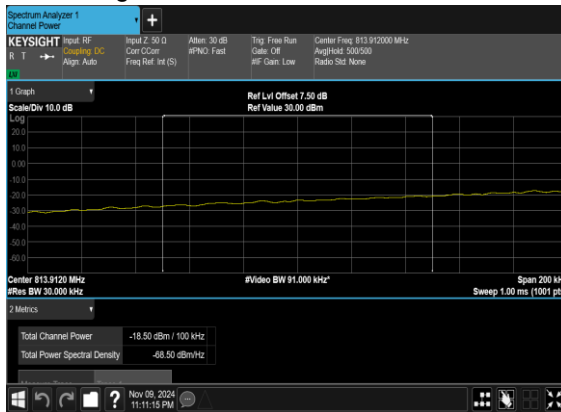 Spectrum Analyzer 1
Channel Power
KEYSIGHT
R T
LXI
Input: RF
Coupling: DC
Align: Auto
Input Z: 50 Ω
Corr CCorr
Freq Ref: Int (S)
Atten: 30 dB
#PNO: Fast
Trig: Free Run
Gate: Off
#IF Gain: Low
Center Freq: 813.912000 MHz
Avg|Hold: 500/500
Radio Std: None
1 Graph
Scale/Div 10.0 dB
Ref Lvl Offset 7.50 dB
Ref Value 30.00 dBm
Log
20.0
10.0
0.00
-10.0
-20.0
-30.0
-40.0
-50.0
-60.0
Center 813.9120 MHz
#Res BW 30.000 kHz
#Video BW 91.000 kHz*
Span 200 kH
Sweep 1.00 ms (1001 pt
2 Metrics
Total Channel Power -18.50 dBm / 100 kHz
Total Power Spectral Density -68.50 dBm/Hz
?
Nov 09, 2024
11:11:15 PM